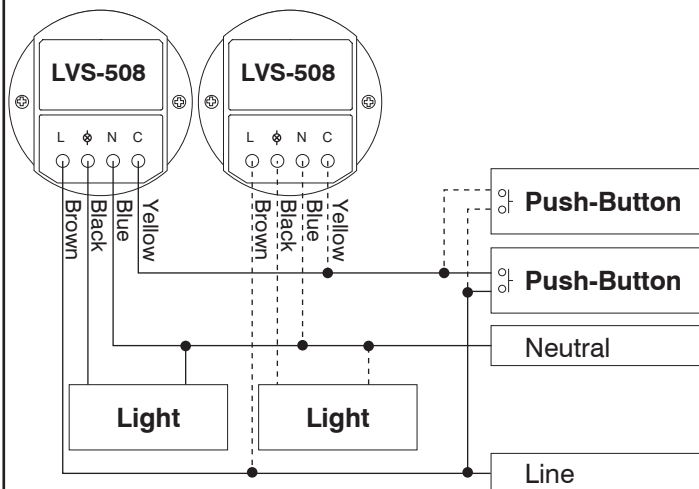 LVS-508
LVS-508
L N C
L N C
Brown
Black
Blue
Yellow
Brown
Black
Blue
Yellow
Push-Button
Push-Button
Neutral
Light
Light
Line